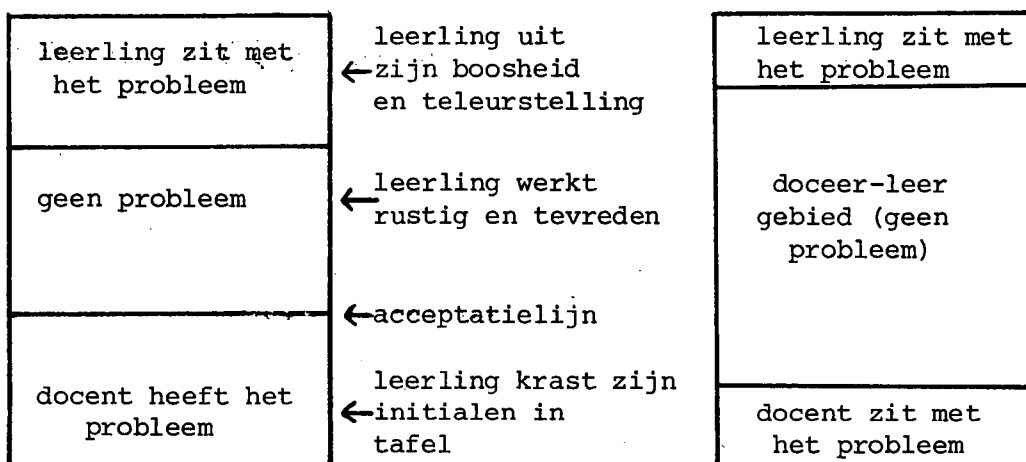 leerling zit met
het probleem
geen probleem
docent heeft het
probleem
leerling uit
zijn boosheid
en teleurstelling
leerling werkt
rustig en tevreden
acceptatielijn
leerling krast zijn
initialen in
tafel
leerling zit met
het probleem
doceer-leer
gebied (geen
probleem)
docent zit met
het probleem